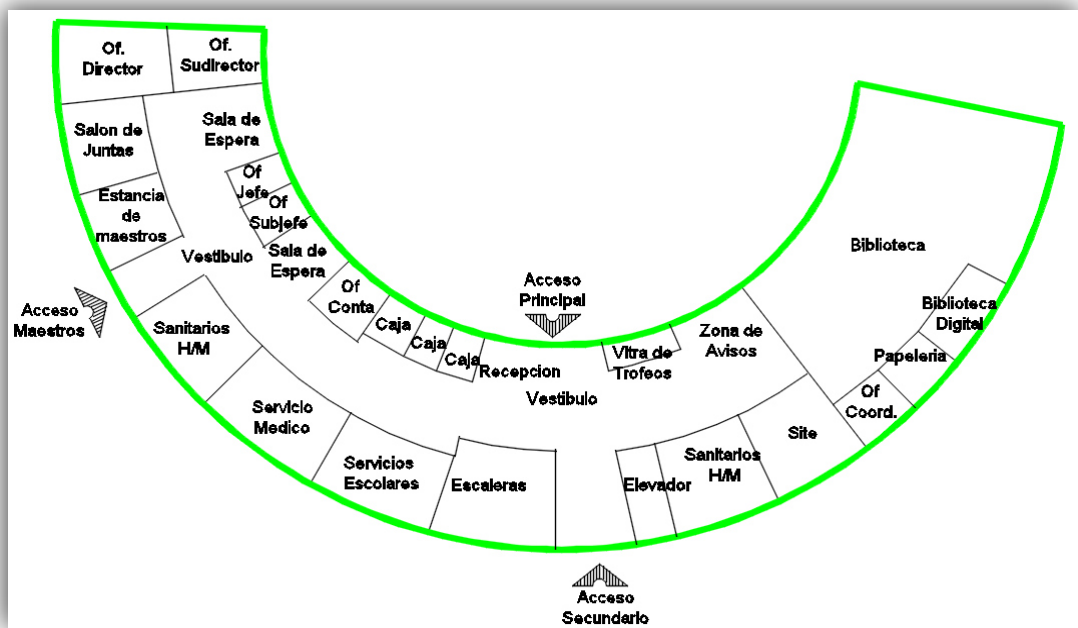 Of.
Director
Of.
Sudirector
Salon de
Juntas
Sala de
Espera
Estancia
de
maestros
Of
Jefe
Of
Subjefe
Vestibulo
Sala de
Espera
Acceso
Maestros
Sanitarios
H/M
Of
Conta
Caja
Caja
Caja
Recepcion
Acceso
Principal
Vestibulo
Vitra de
Trofeos
Zona de
Avisos
Biblioteca
Biblioteca
Digital
Papeleria
Of
Coord.
Servicio
Medico
Servicios
Escolares
Escaleras
Elevador
Sanitarios
H/M
Site
Acceso
Secundario